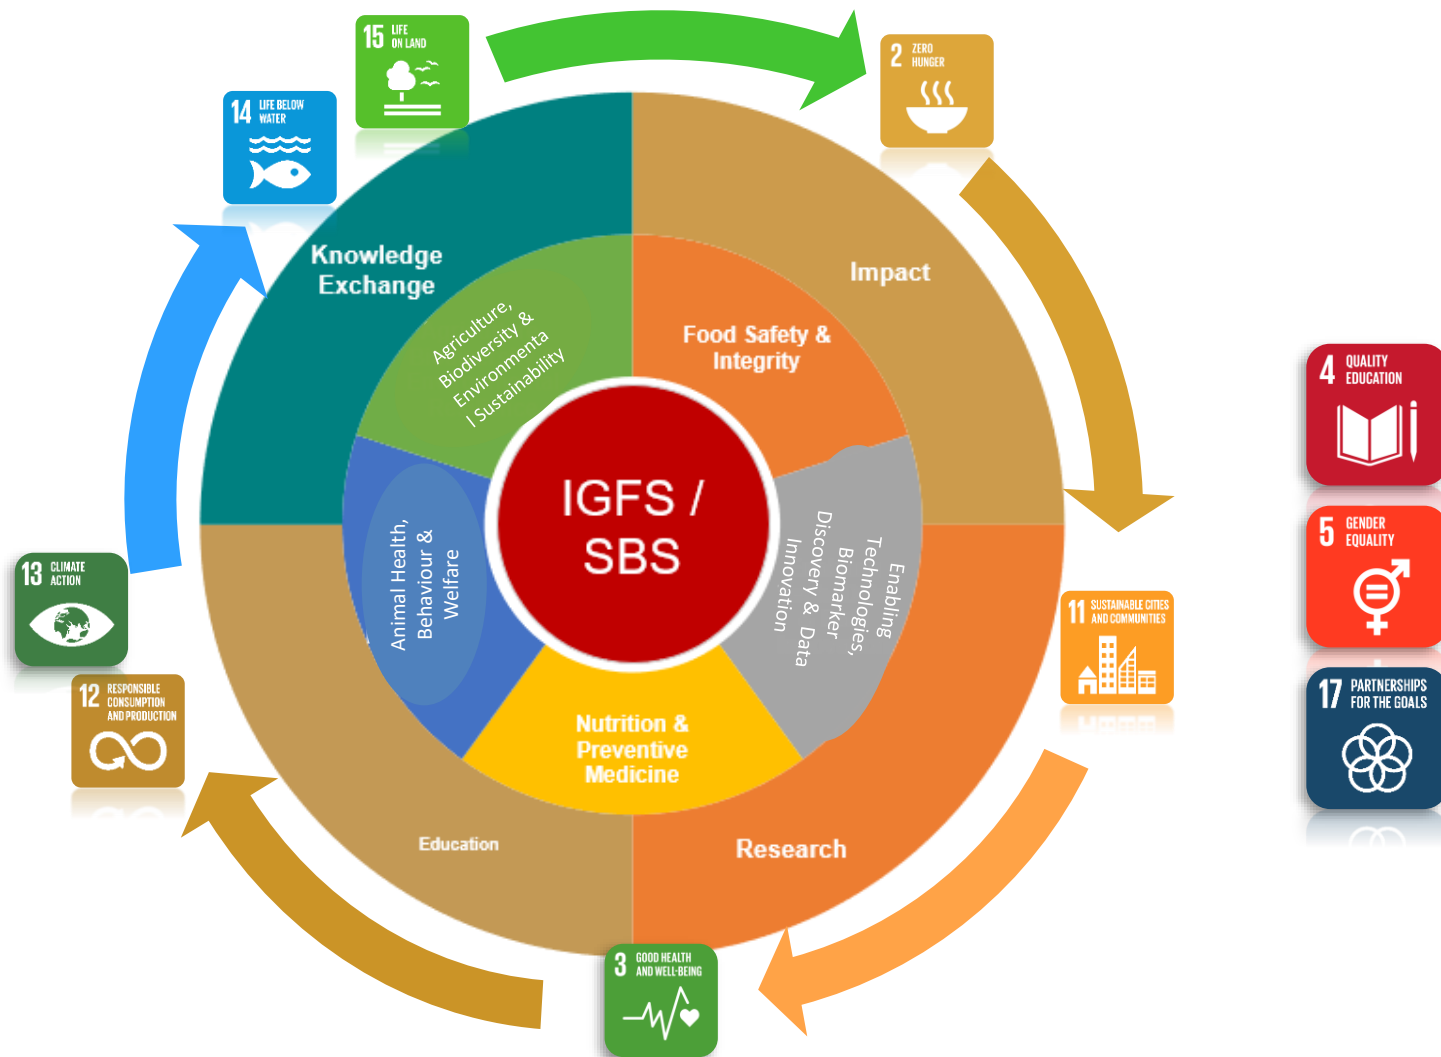 15 LIFE
ON LAND
2 ZERO
HUNGER
14 LIFE BELOW
WATER
Knowledge
Exchange
Impact
Agriculture,
Biodiversity &
Environmenta
l Sustainability
Food Safety &
Integrity
4 QUALITY
EDUCATION
IGFS /
SBS
Animal Health,
Behaviour &
Welfare
Enabling
Technologies,
Biomarker
Discovery & Data
Innovation
5 GENDER
EQUALITY
13 CLIMATE
ACTION
11 SUSTAINABLE CITIES
AND COMMUNITIES
12 RESPONSIBLE
CONSUMPTION
AND PRODUCTION
17 PARTNERSHIPS
FOR THE GOALS
Nutrition &
Preventive
Medicine
Education
Research
3 GOOD HEALTH
AND WELL-BEING